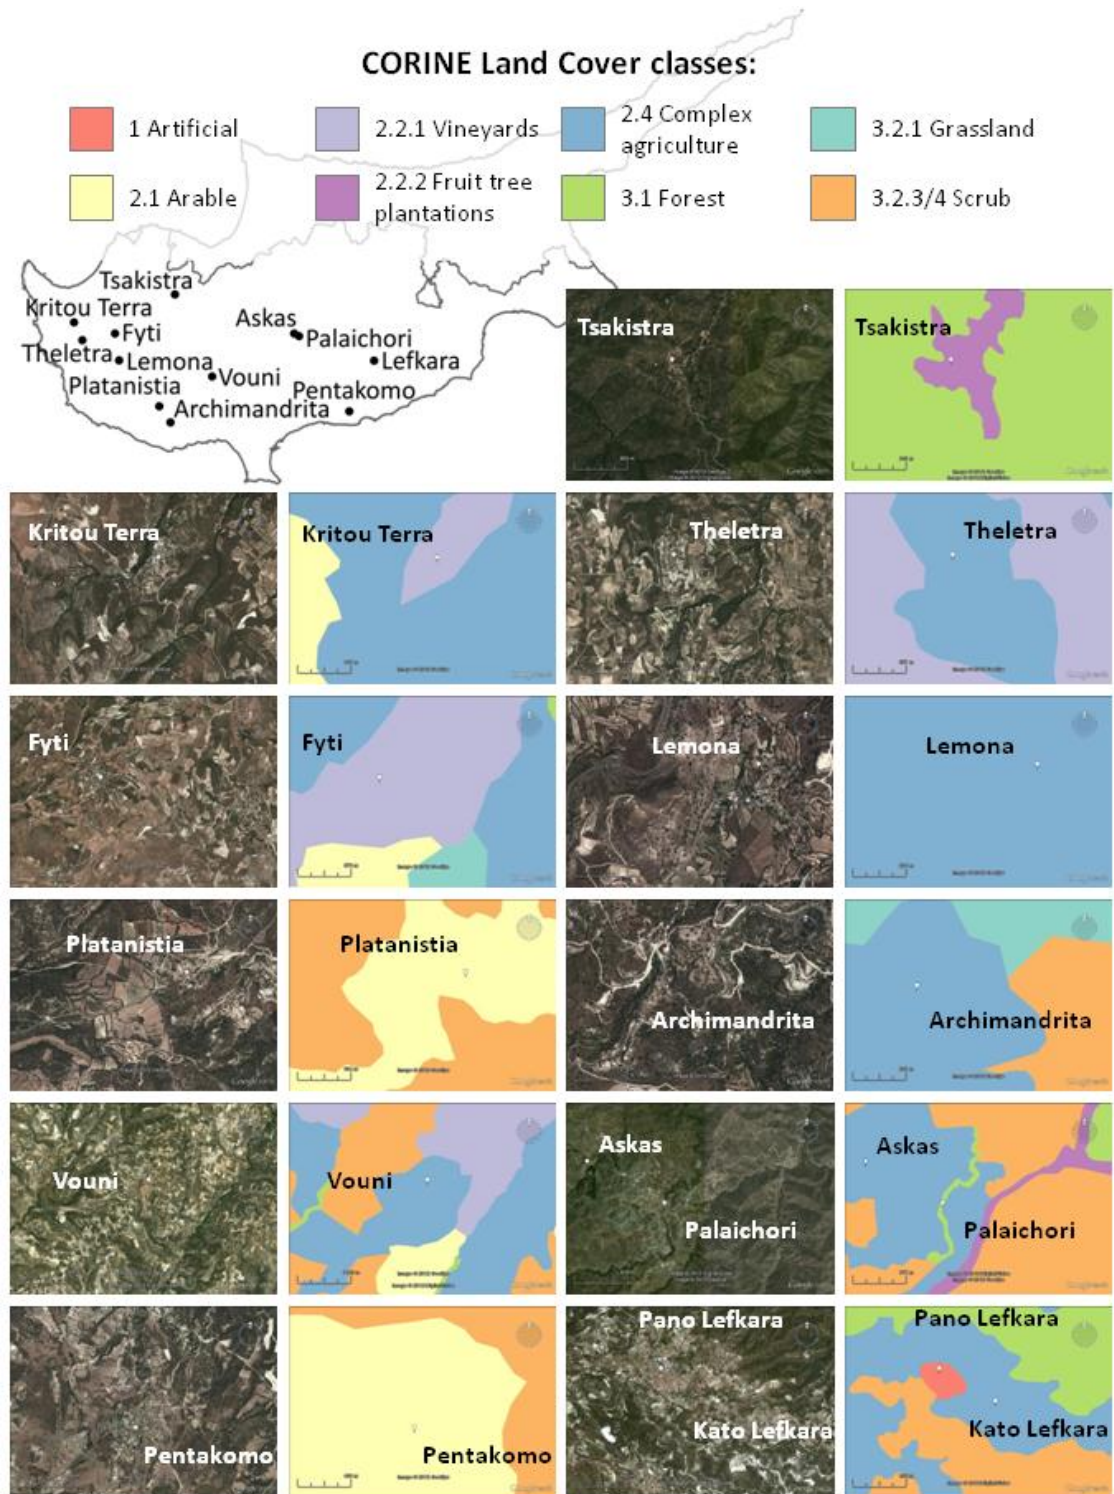 CORINE Land Cover classes:
1 Artificial
2.2.1 Vineyards
2.4 Complex
agriculture
3.2.1 Grassland
2.1 Arable
2.2.2 Fruit tree
plantations
3.1 Forest
3.2.3/4 Scrub
Tsakistra
Kritou Terra
Fyti
Askas
Palaichori
Theletra
Lemona
Lefkara
Vouni
Platanistia
Pentakomo
Archimandrita
Tsakistra
Tsakistra
Kritou Terra
Kritou Terra
Theletra
Theletra
Fyti
Fyti
Lemona
Lemona
Platanistia
Platanistia
Archimandrita
Archimandrita
Vouni
Vouni
Askas
Palaichori
Askas
Palaichori
Pentakomo
Pentakomo
Pano Lefkara
Kato Lefkara
Pano Lefkara
Kato Lefkara